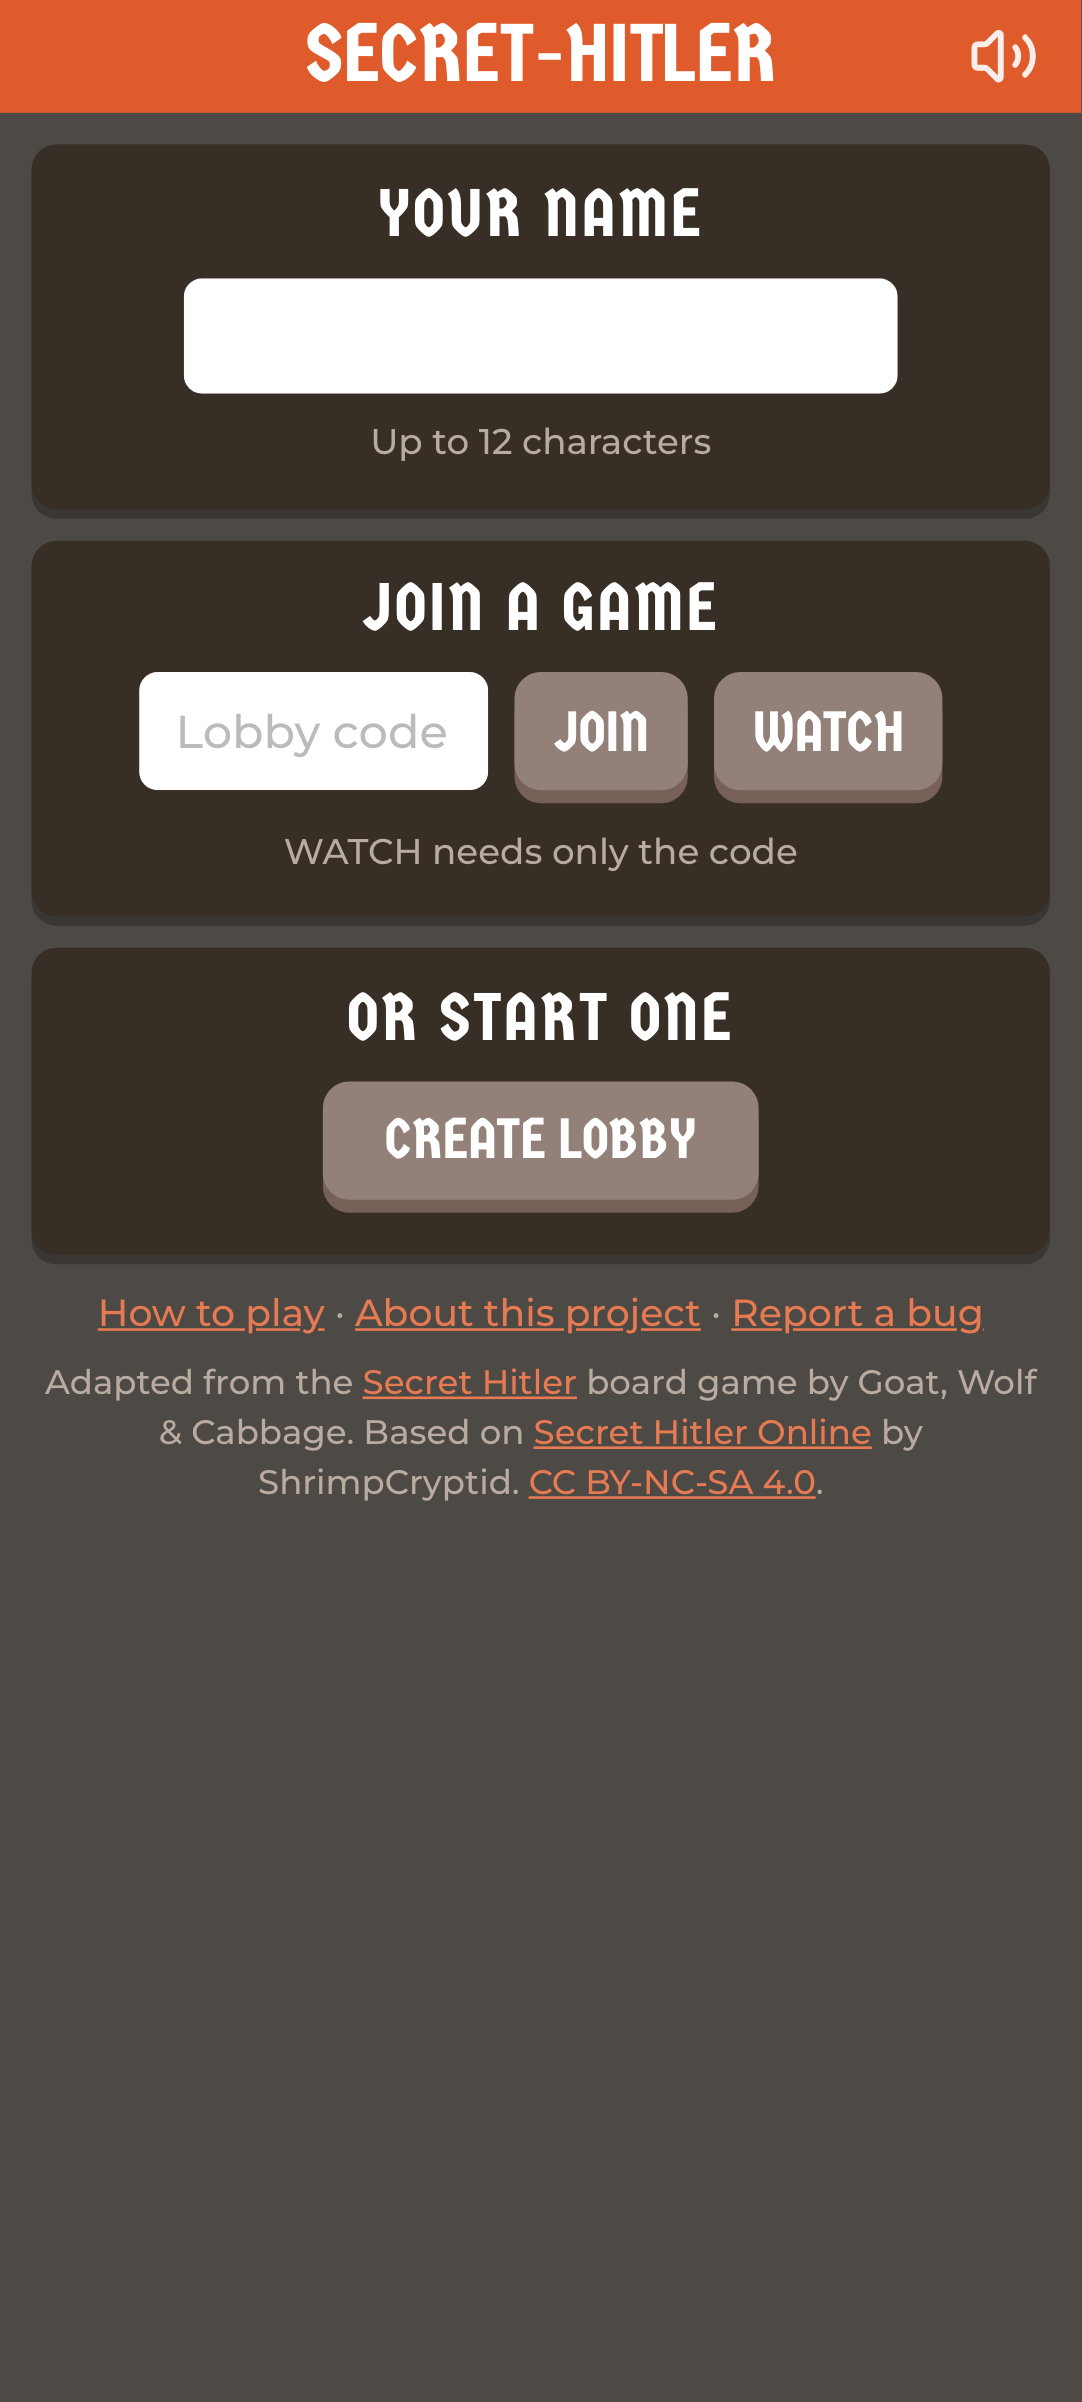 SECRET-HITLER
YOUR NAME
Up to 12 characters
JOIN A GAME
Lobby code JOIN WATCH
WATCH needs only the code
OR START ONE
CREATE LOBBY
How to play · About this project · Report a bug
Adapted from the Secret Hitler board game by Goat, Wolf
& Cabbage. Based on Secret Hitler Online by
ShrimpCryptid. CC BY-NC-SA 4.0.